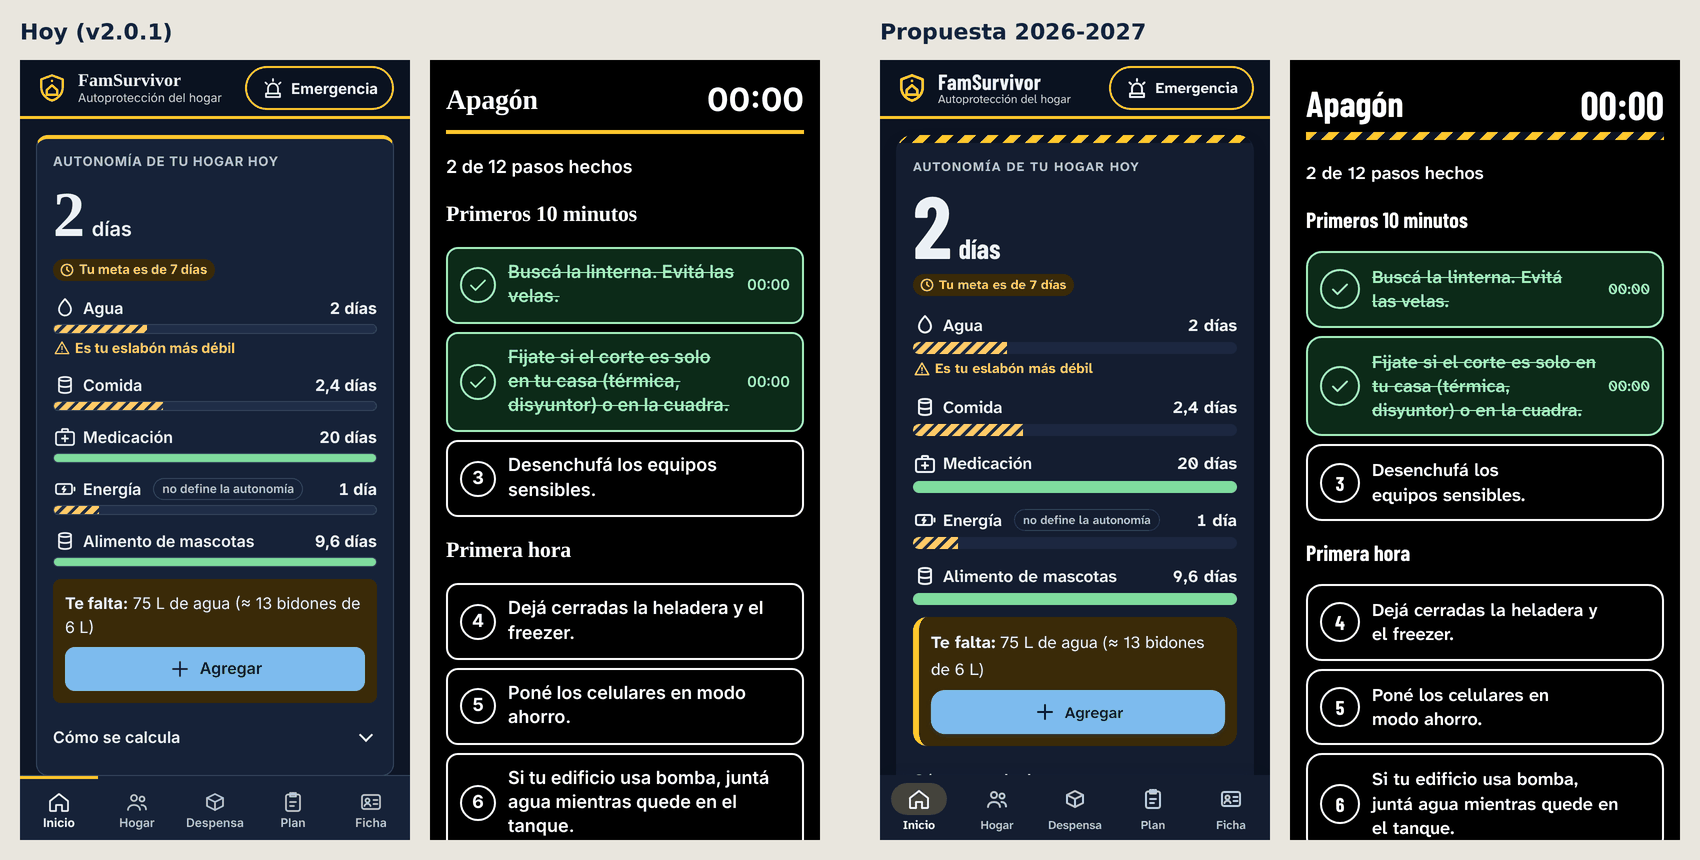 Hoy (v2.0.1)
FamSurvivor
Autoprotección del hogar
Emergencia
AUTONOMÍA DE TU HOGAR HOY
2 días
Tu meta es de 7 días
Agua 2 días
Es tu eslabón más débil
Comida 2,4 días
Medicación 20 días
Energía no define la autonomía 1 día
Alimento de mascotas 9,6 días
Te falta: 75 L de agua (≈ 13 bidones de
6 L)
Agregar
Cómo se calcula
Inicio Hogar Despensa Plan Ficha
Apagón 00:00
2 de 12 pasos hechos
Primeros 10 minutos
Buscá la linterna. Evitá las
velas.
00:00
Fijate si el corte es solo
en tu casa (térmica,
disyuntor) o en la cuadra.
00:00
3 Desenchufá los equipos
sensibles.
Primera hora
4 Dejá cerradas la heladera y el
freezer.
5 Poné los celulares en modo
ahorro.
6 Si tu edificio usa bomba, juntá
agua mientras quede en el
tanque.
Propuesta 2026-2027
FamSurvivor
Autoprotección del hogar
Emergencia
AUTONOMÍA DE TU HOGAR HOY
2 días
Tu meta es de 7 días
Agua 2 días
Es tu eslabón más débil
Comida 2,4 días
Medicación 20 días
Energía no define la autonomía 1 día
Alimento de mascotas 9,6 días
Te falta: 75 L de agua (≈ 13 bidones
de 6 L)
Agregar
Inicio Hogar Despensa Plan Ficha
Apagón 00:00
2 de 12 pasos hechos
Primeros 10 minutos
Buscá la linterna. Evitá
las velas.
00:00
Fijate si el corte es solo en
tu casa (térmica,
disyuntor) o en la cuadra.
00:00
3 Desenchufá los
equipos sensibles.
Primera hora
4 Dejá cerradas la heladera y
el freezer.
5 Poné los celulares en
modo ahorro.
6 Si tu edificio usa bomba,
juntá agua mientras quede en
el tanque.